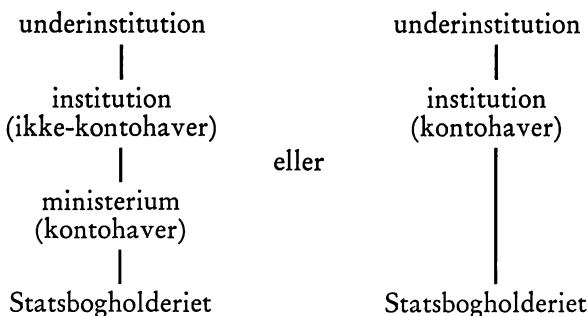 underinstitution
institution
(ikke-kontohaver)
ministerium
(kontohaver)
Statsbogholderiet
eller
underinstitution
institution
(kontohaver)
Statsbogholderiet